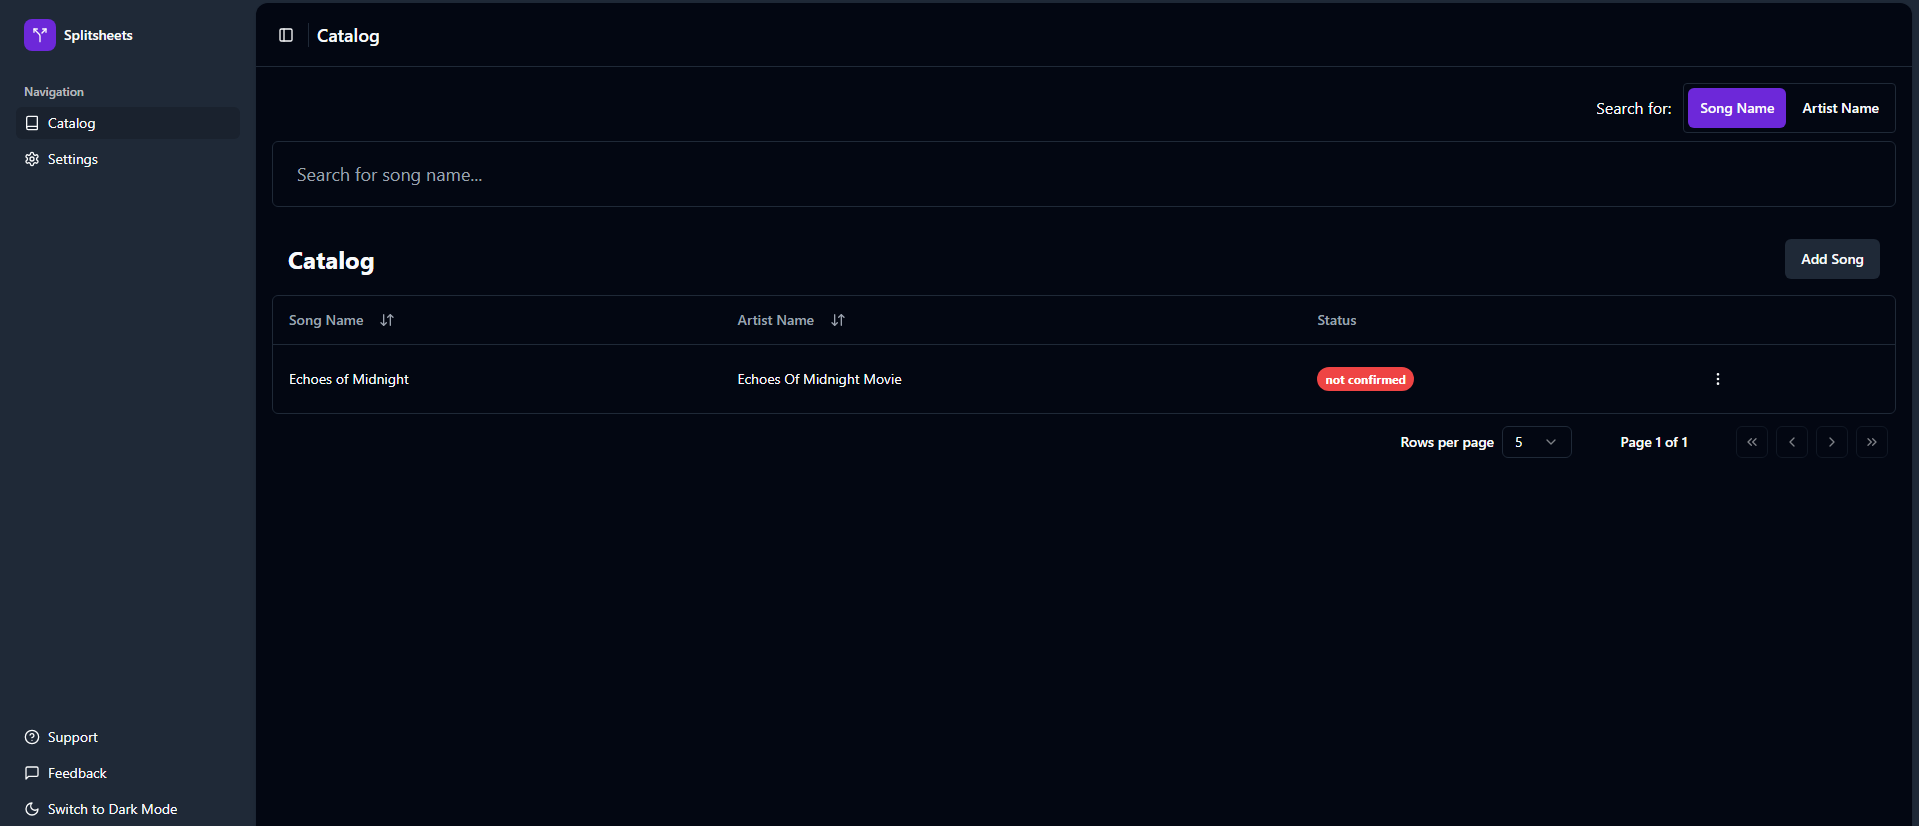 Splitsheets
Navigation
Catalog
Settings
Support
Feedback
Switch to Dark Mode
Catalog
Search for: Song Name Artist Name
Search for song name...
Catalog
Add Song
Song Name Artist Name Status
Echoes of Midnight Echoes Of Midnight Movie not confirmed
Rows per page 5 Page 1 of 1